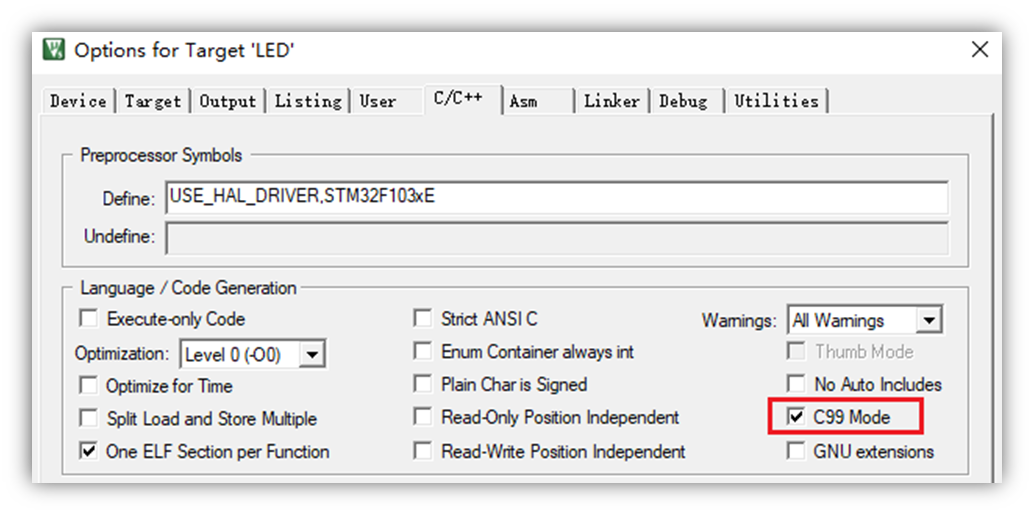 Options for Target 'LED'
Device Target Output Listing User C/C++ Asm Linker Debug Utilities
Preprocessor Symbols
Define: USE_HAL_DRIVER,STM32F103xE
Undefine:
Language / Code Generation
Execute-only Code Strict ANSI C Warnings: All Warnings
Optimization: Level 0 (-O0) Enum Container always int Thumb Mode
Optimize for Time Plain Char is Signed No Auto Includes
Split Load and Store Multiple Read-Only Position Independent C99 Mode
One ELF Section per Function Read-Write Position Independent GNU extensions